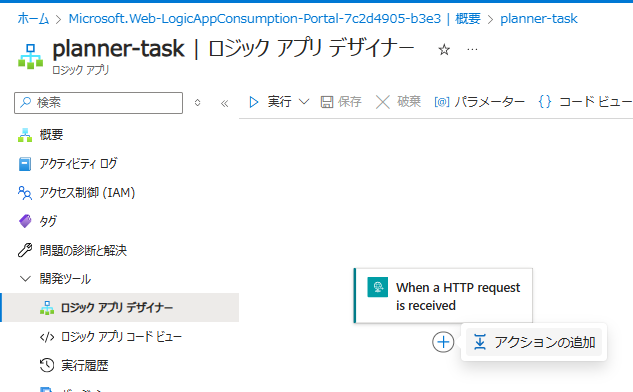 ホーム > Microsoft.Web-LogicAppConsumption-Portal-7c2d4905-b3e3 | 概要 > planner-task
planner-task | ロジック アプリ デザイナー ☆ …
ロジック アプリ
検索
実行
保存
破棄
[@] パラメーター
{} コード ビュー
概要
アクティビティ ログ
アクセス制御 (IAM)
タグ
問題の診断と解決
開発ツール
ロジック アプリ デザイナー
ロジック アプリ コード ビュー
実行履歴
When a HTTP request
is received
アクションの追加